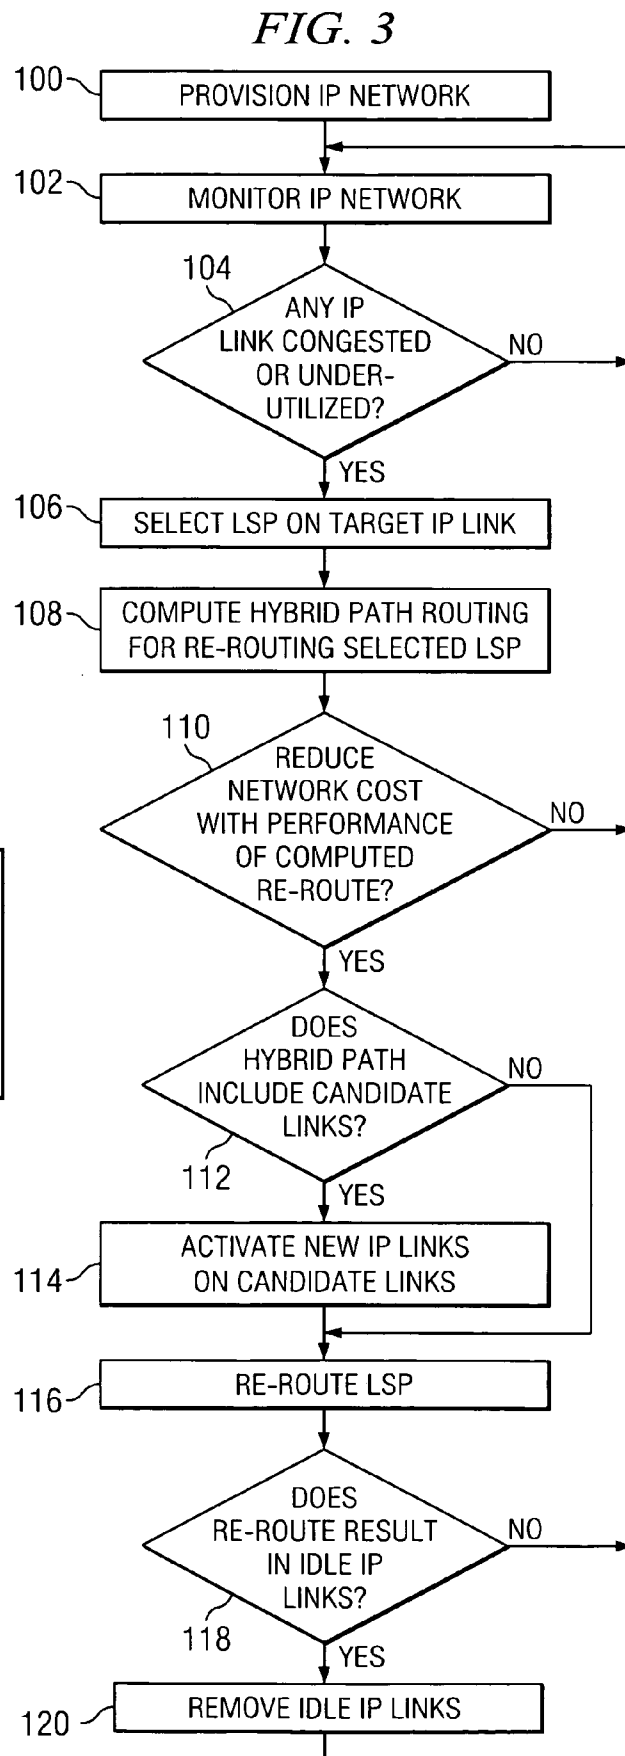 FIG. 3
100
PROVISION IP NETWORK
102
MONITOR IP NETWORK
104
ANY IP
LINK CONGESTED
OR UNDER-
UTILIZED?
NO
YES
106
SELECT LSP ON TARGET IP LINK
108
COMPUTE HYBRID PATH ROUTING
FOR RE-ROUTING SELECTED LSP
110
REDUCE
NETWORK COST
WITH PERFORMANCE
OF COMPUTED
RE-ROUTE?
NO
YES
DOES
HYBRID PATH
INCLUDE CANDIDATE
LINKS?
NO
112
YES
114
ACTIVATE NEW IP LINKS
ON CANDIDATE LINKS
116
RE-ROUTE LSP
DOES
RE-ROUTE RESULT
IN IDLE IP
LINKS?
NO
118
YES
120
REMOVE IDLE IP LINKS